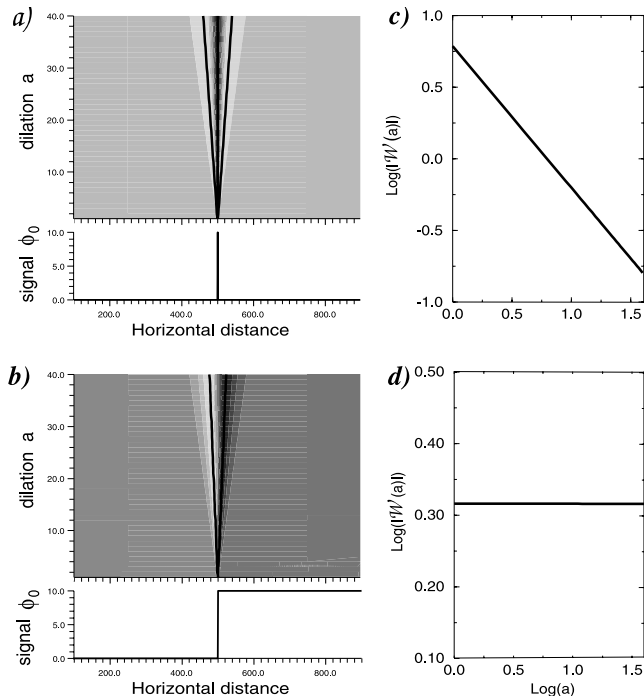 a)
dilation a
40.0
30.0
20.0
10.0
signal ϕ0
10.0
5.0
0.0
200.0 400.0 600.0 800.0
Horizontal distance
b)
dilation a
40.0
30.0
20.0
10.0
signal ϕ0
10.0
5.0
0.0
200.0 400.0 600.0 800.0
Horizontal distance
c)
Log(|W(a)|)
1.0
0.5
0.0
-0.5
-1.0
0.0 0.5 1.0 1.5
d)
Log(|W(a)|)
0.50
0.40
0.30
0.20
0.10
0.0 0.5 1.0 1.5
Log(a)